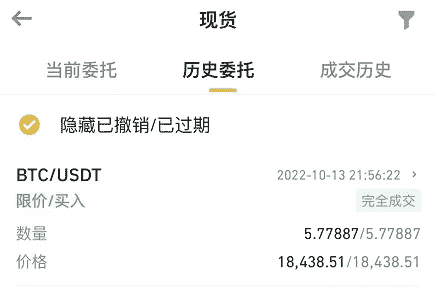 现货
当前委托 历史委托 成交历史
隐藏已撤销/已过期
BTC/USDT 2022-10-13 21:56:22
限价/买入 完全成交
数量 5.77887/5.77887
价格 18,438.51/18,438.51